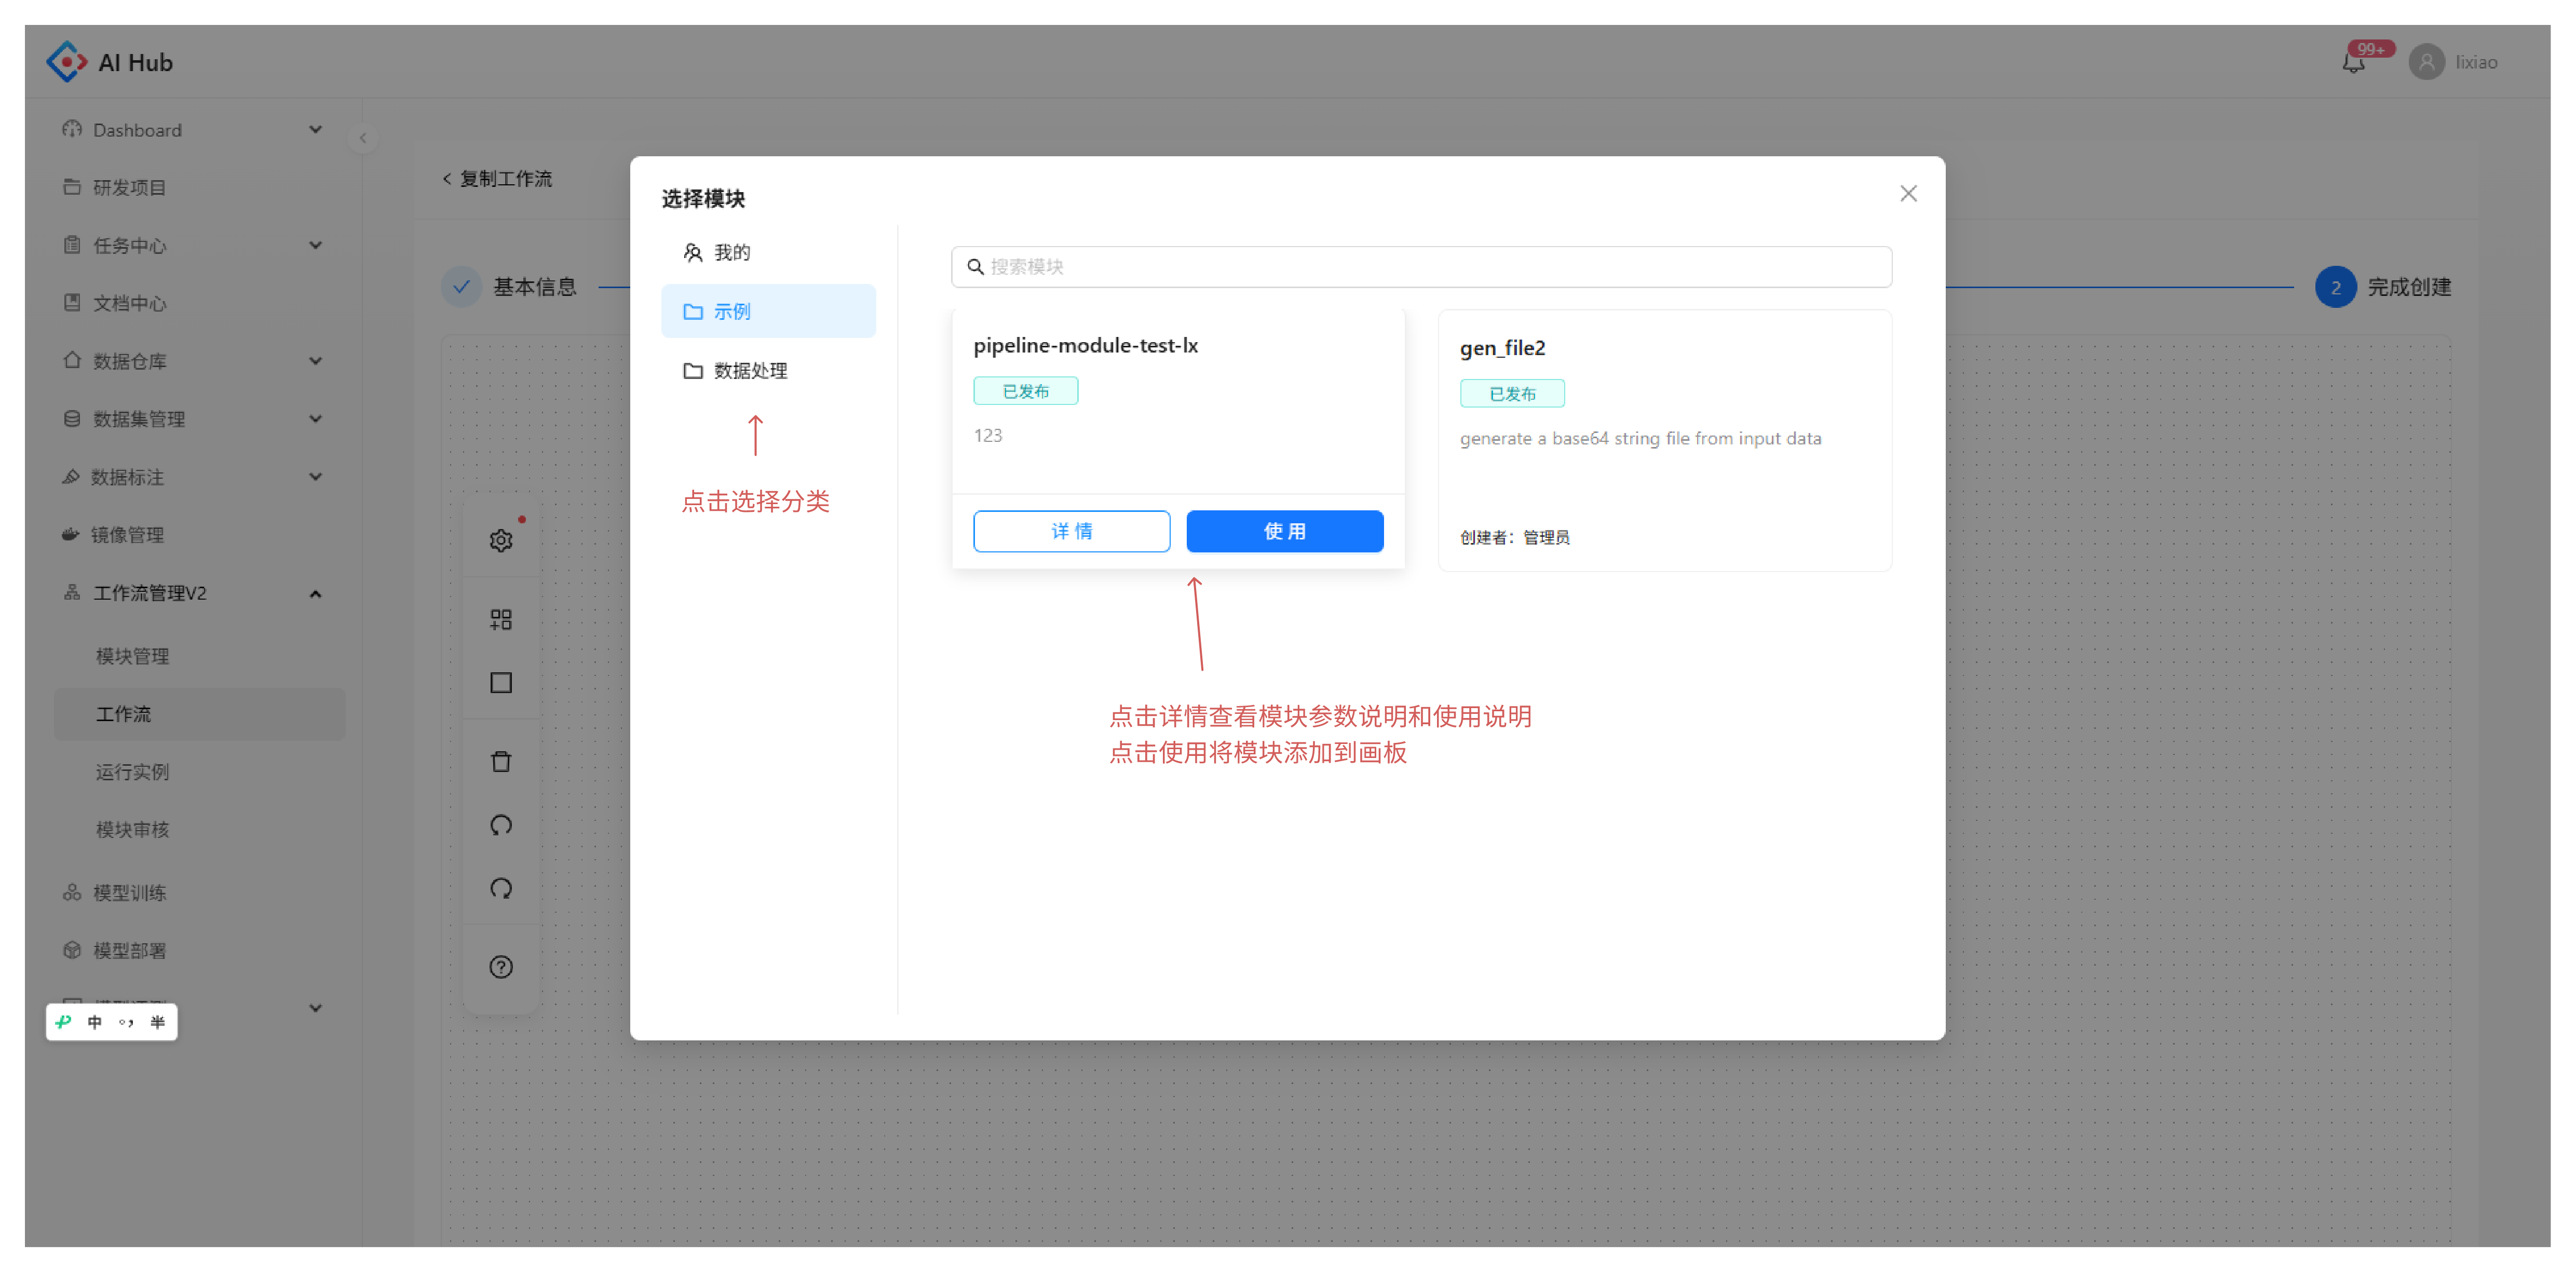 AI Hub
99+
lixiao
Dashboard
研发项目
任务中心
文档中心
数据仓库
数据集管理
数据标注
镜像管理
工作流管理V2
模块管理
工作流
运行实例
模块审核
模型训练
模型部署
中 ◦, 半
< 复制工作流
基本信息
2 完成创建
选择模块
我的
示例
数据处理
点击选择分类
搜索模块
pipeline-module-test-lx
已发布
123
详 情
使 用
gen_file2
已发布
generate a base64 string file from input data
创建者：管理员
点击详情查看模块参数说明和使用说明
点击使用将模块添加到画板